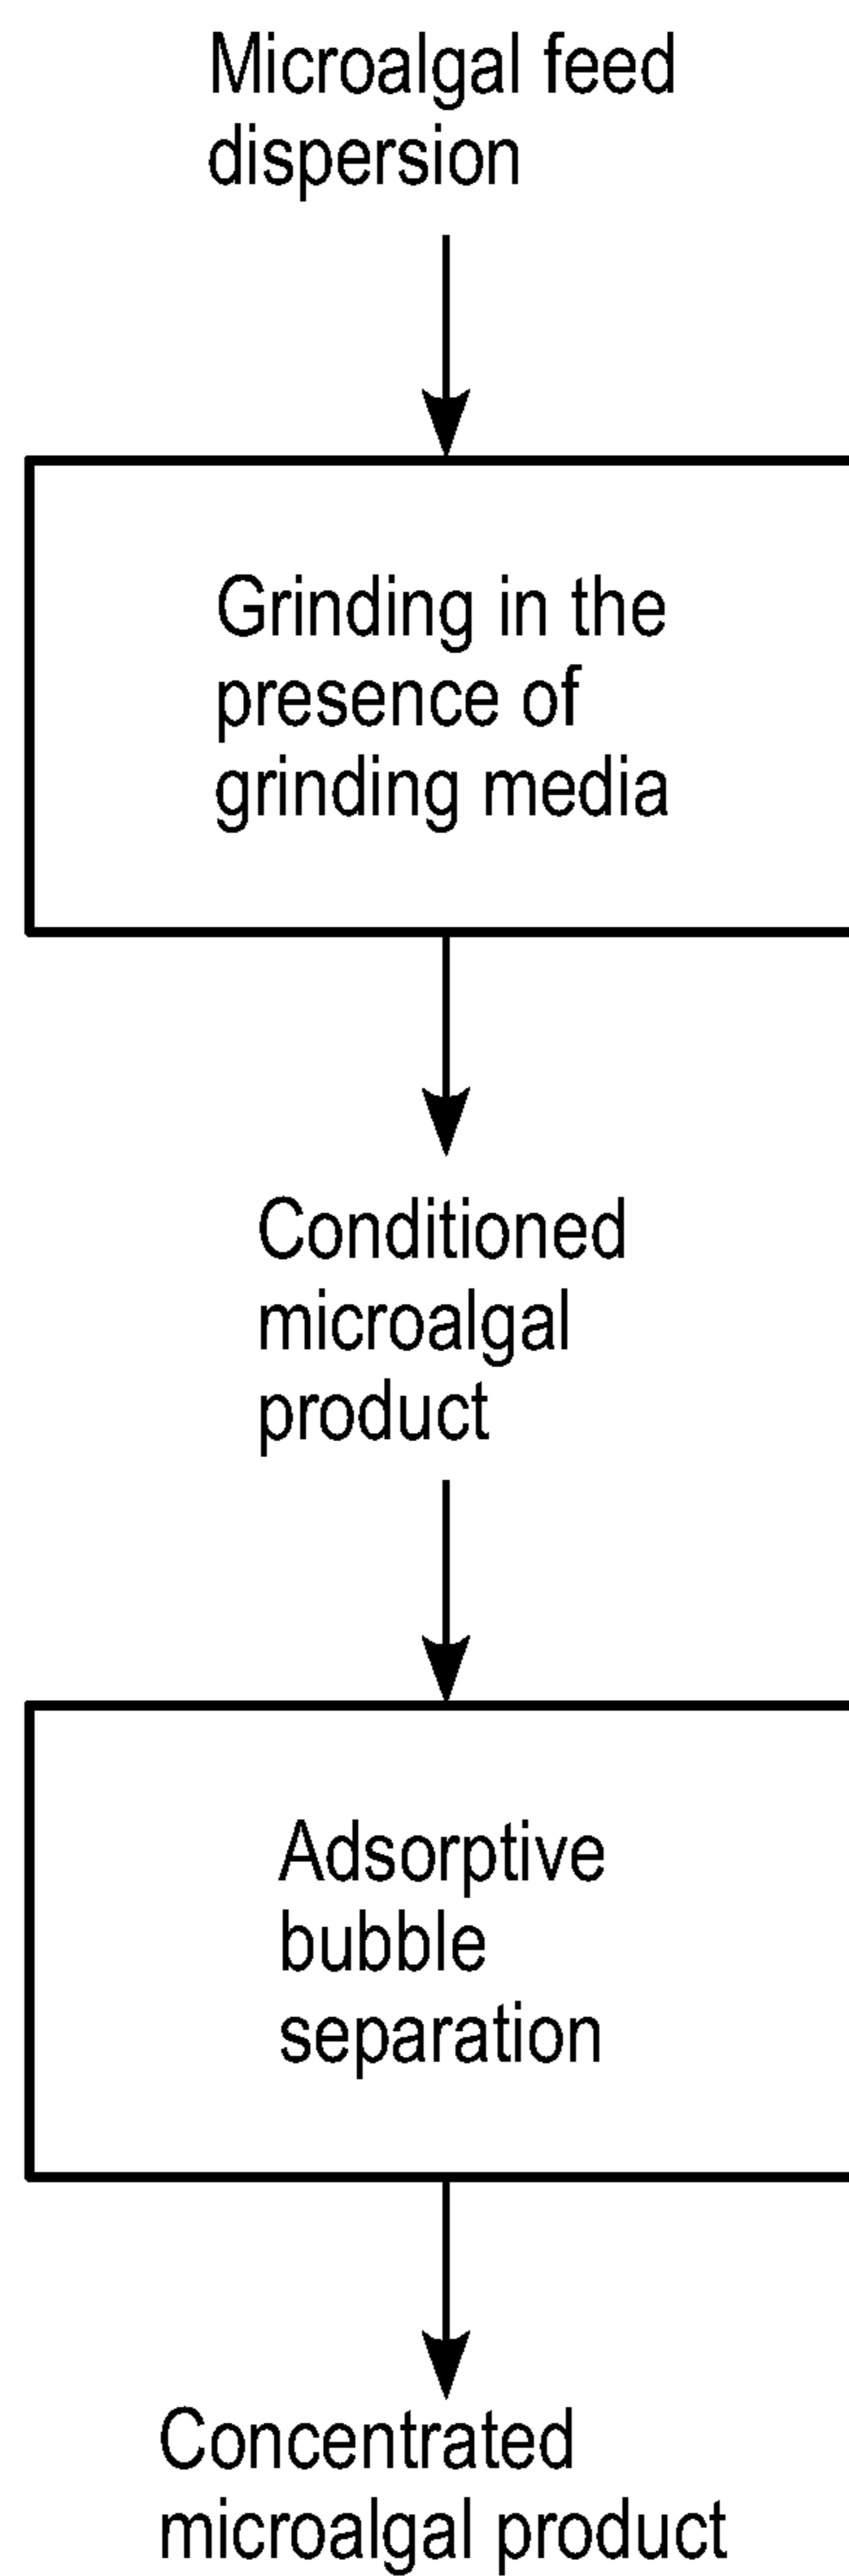 Microalgal feed
dispersion
Grinding in the
presence of
grinding media
Conditioned
microalgal
product
Adsorptive
bubble
separation
Concentrated
microalgal product